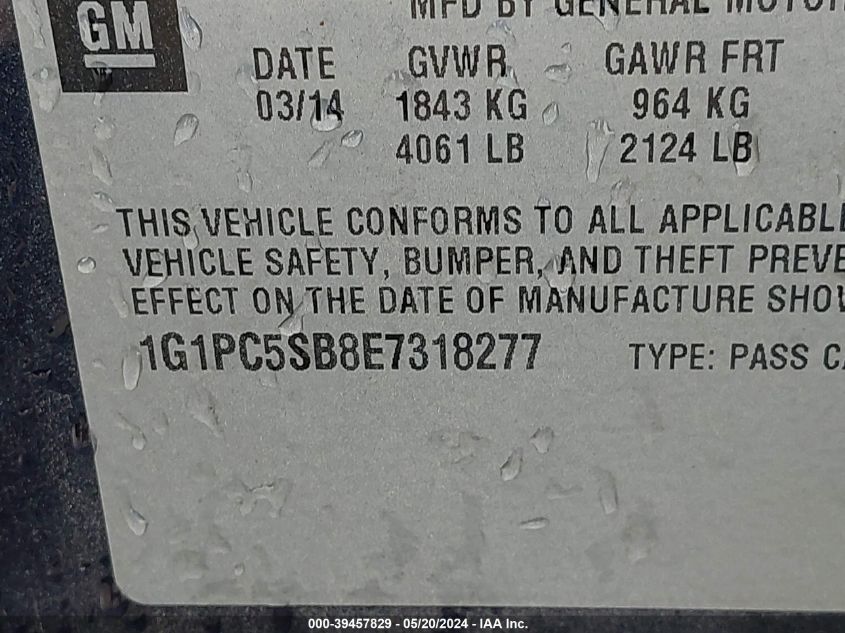 GM
MFD BY GENERAL MOTOR
DATE GVWR GAWR FRT
03/14 1843 KG 964 KG
4061 LB 2124 LB
THIS VEHICLE CONFORMS TO ALL APPLICABLE
VEHICLE SAFETY, BUMPER, AND THEFT PREVE
EFFECT ON THE DATE OF MANUFACTURE SHOW
1G1PC5SB8E7318277 TYPE: PASS CA
000-39457829 - 05/20/2024 - IAA Inc.